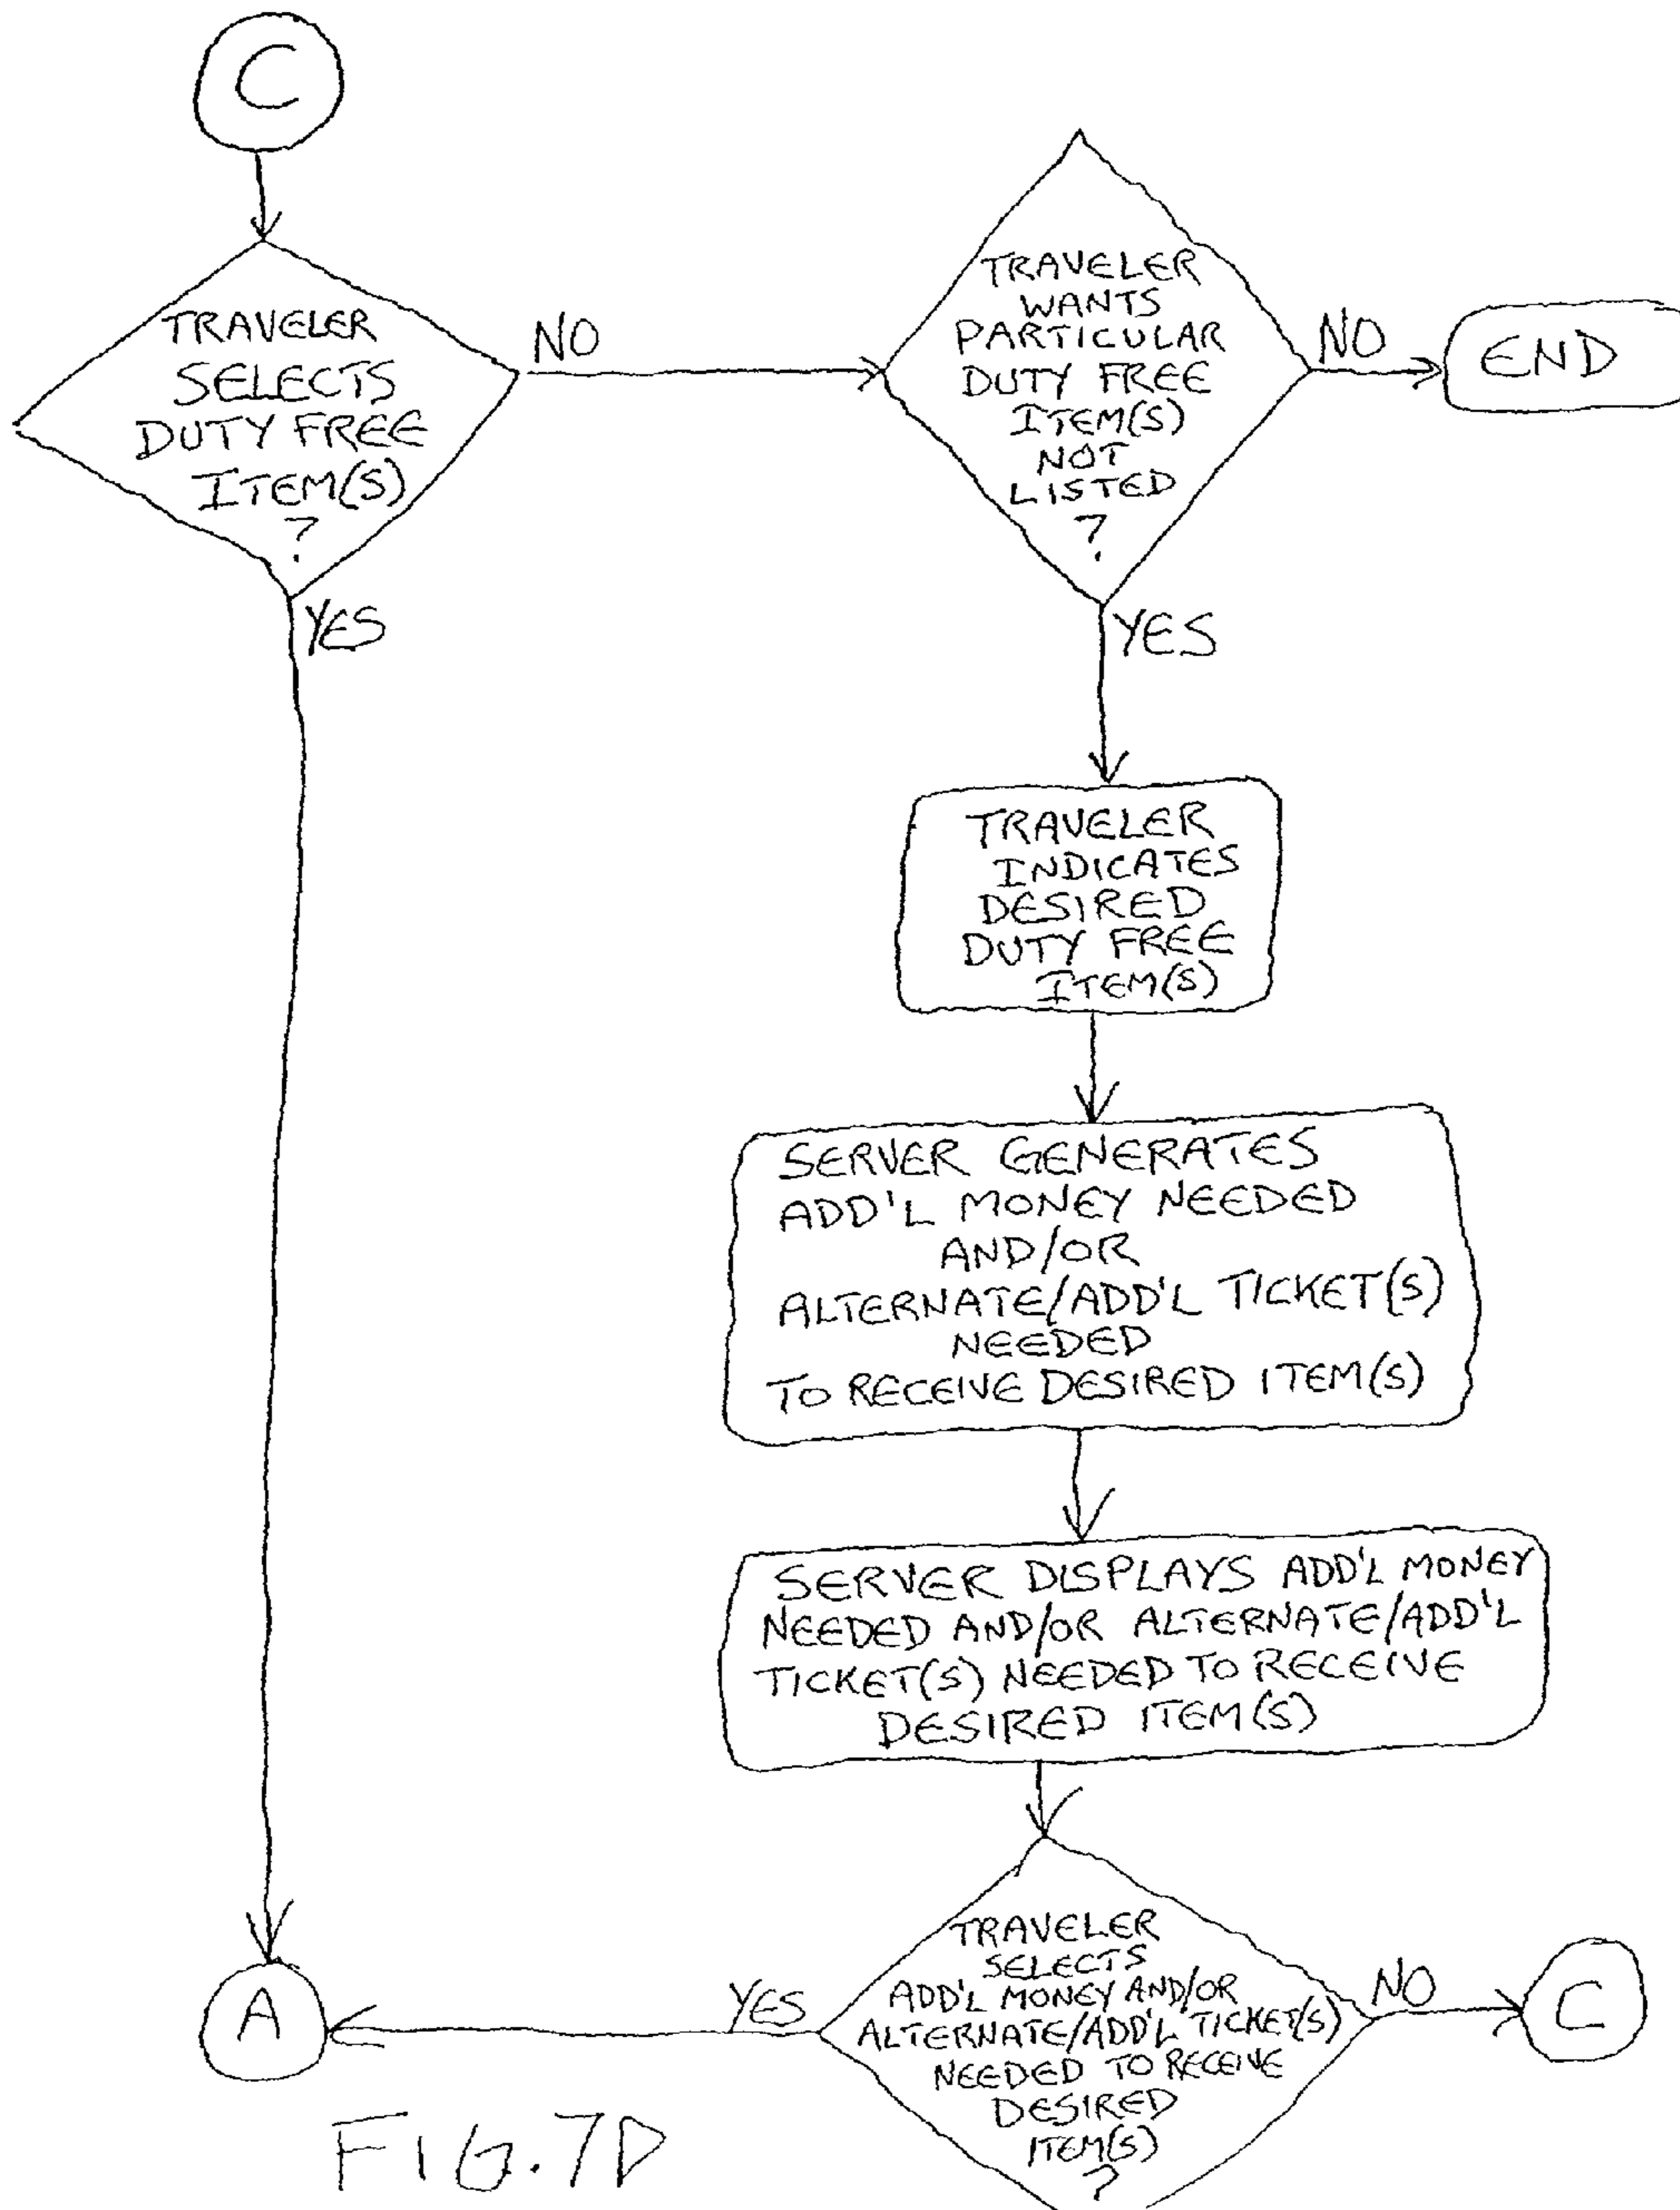 C
TRAVELER
SELECTS
DUTY FREE
ITEM(S)
?
NO
YES
TRAVELER
WANTS
PARTICULAR
DUTY FREE
ITEM(S)
NOT
LISTED
?
NO
END
YES
TRAVELER
INDICATES
DESIRED
DUTY FREE
ITEM(S)
SERVER GENERATES
ADD'L MONEY NEEDED
AND/OR
ALTERNATE/ADD'L TICKET(S)
NEEDED
TO RECEIVE DESIRED ITEM(S)
SERVER DISPLAYS ADD'L MONEY
NEEDED AND/OR ALTERNATE/ADD'L
TICKET(S) NEEDED TO RECEIVE
DESIRED ITEM(S)
TRAVELER
SELECTS
ADD'L MONEY AND/OR
ALTERNATE/ADD'L TICKET(S)
NEEDED TO RECEIVE
DESIRED
ITEM(S)
?
YES
A
NO
C
FIG. 7D